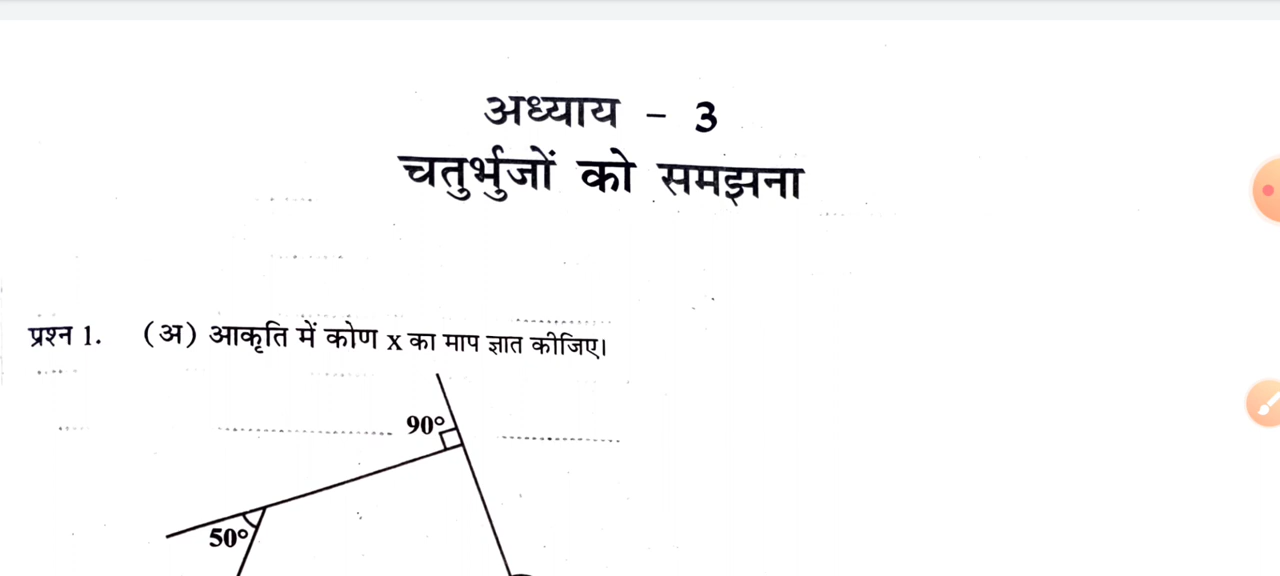 अध्याय - 3
चतुर्भुजों को समझना
प्रश्न 1. (अ) आकृति में कोण x का माप ज्ञात कीजिए।
90°
50°